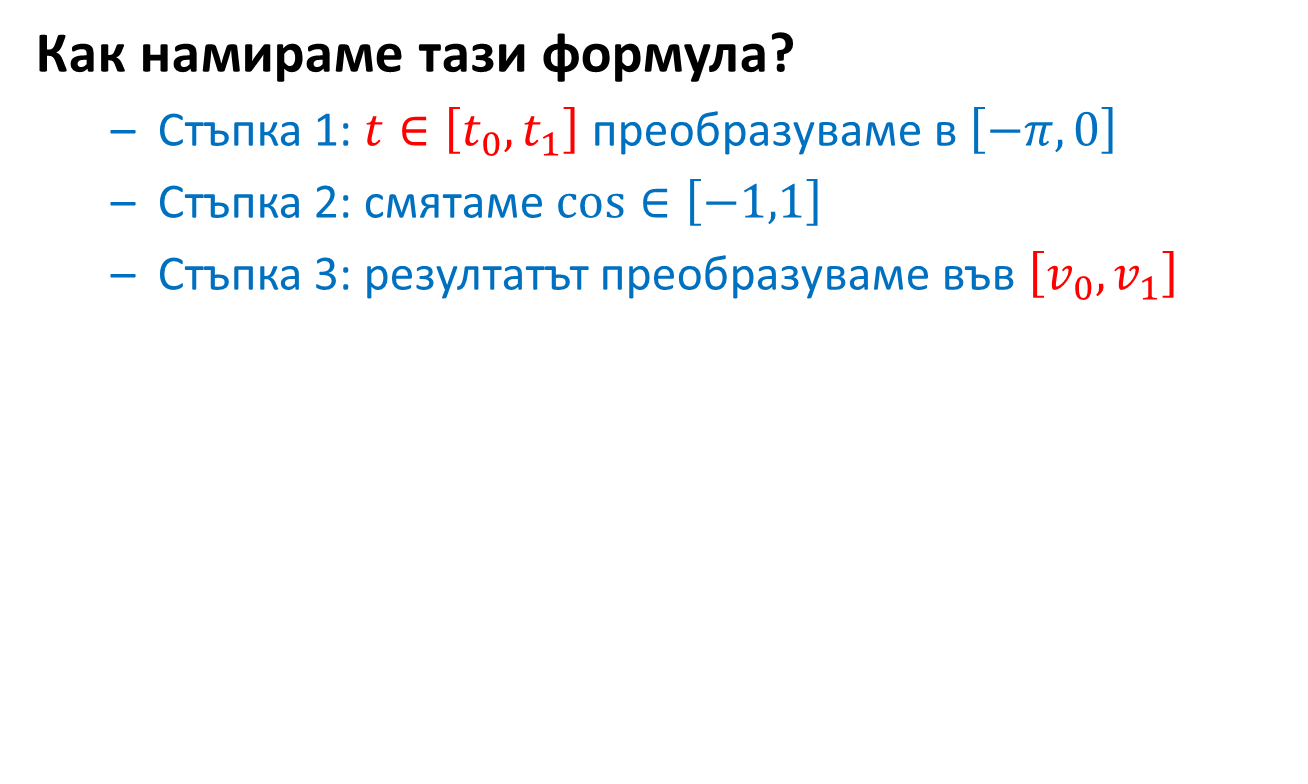 Как намираме тази формула?
– Стъпка 1: t ∈ [t₀, t₁] преобразуваме в [−π, 0]
– Стъпка 2: смятаме cos ∈ [−1,1]
– Стъпка 3: резултатът преобразуваме във [v₀, v₁]